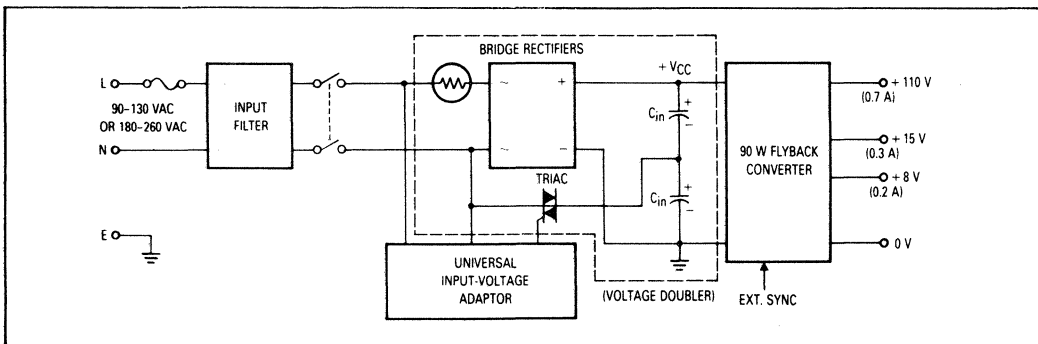 BRIDGE RECTIFIERS
+ VCC
L
90–130 VAC
OR 180–260 VAC
N
E
INPUT
FILTER
~
+
~
–
Cin
+
–
Cin
+
–
TRIAC
UNIVERSAL
INPUT-VOLTAGE
ADAPTOR
(VOLTAGE DOUBLER)
90 W FLYBACK
CONVERTER
EXT. SYNC
+ 110 V
(0.7 A)
+ 15 V
(0.3 A)
+ 8 V
(0.2 A)
0 V